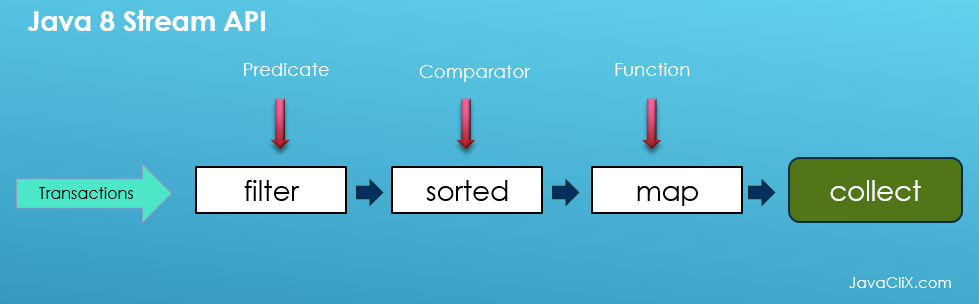 Java 8 Stream API
Predicate
Comparator
Function
Transactions
filter
sorted
map
collect
JavaCliX.com